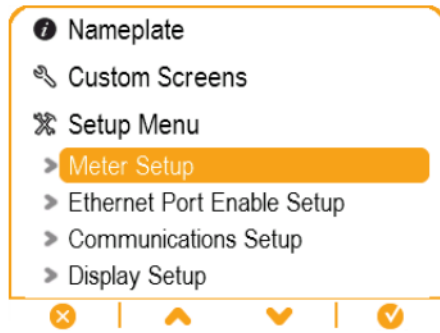 Nameplate
Custom Screens
Setup Menu
Meter Setup
Ethernet Port Enable Setup
Communications Setup
Display Setup